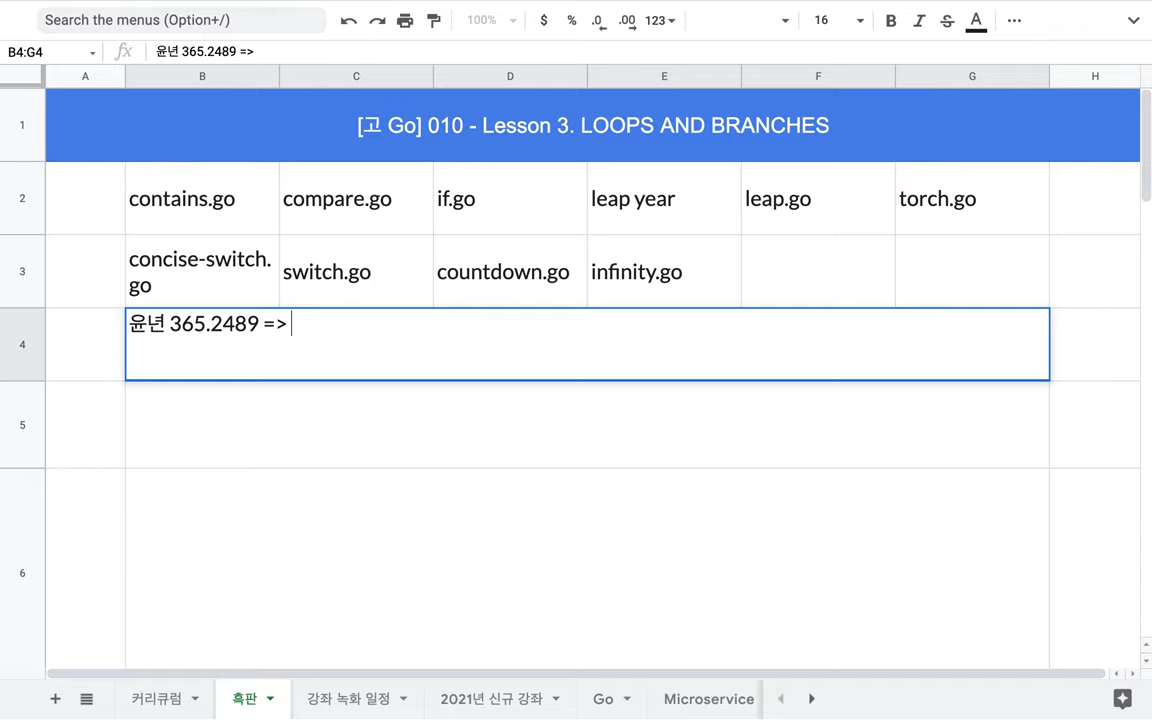 Search the menus (Option+/)
100%
$ % .0 .00 123
16
B I S A
B4:G4
fx 윤년 365.2489 =>
A B C D E F G H
1 [고 Go] 010 - Lesson 3. LOOPS AND BRANCHES
2 contains.go compare.go if.go leap year leap.go torch.go
3 concise-switch.
go switch.go countdown.go infinity.go
4 윤년 365.2489 =>
5
6
커리큐럼 흑판 강좌 녹화 일정 2021년 신규 강좌 Go Microservice